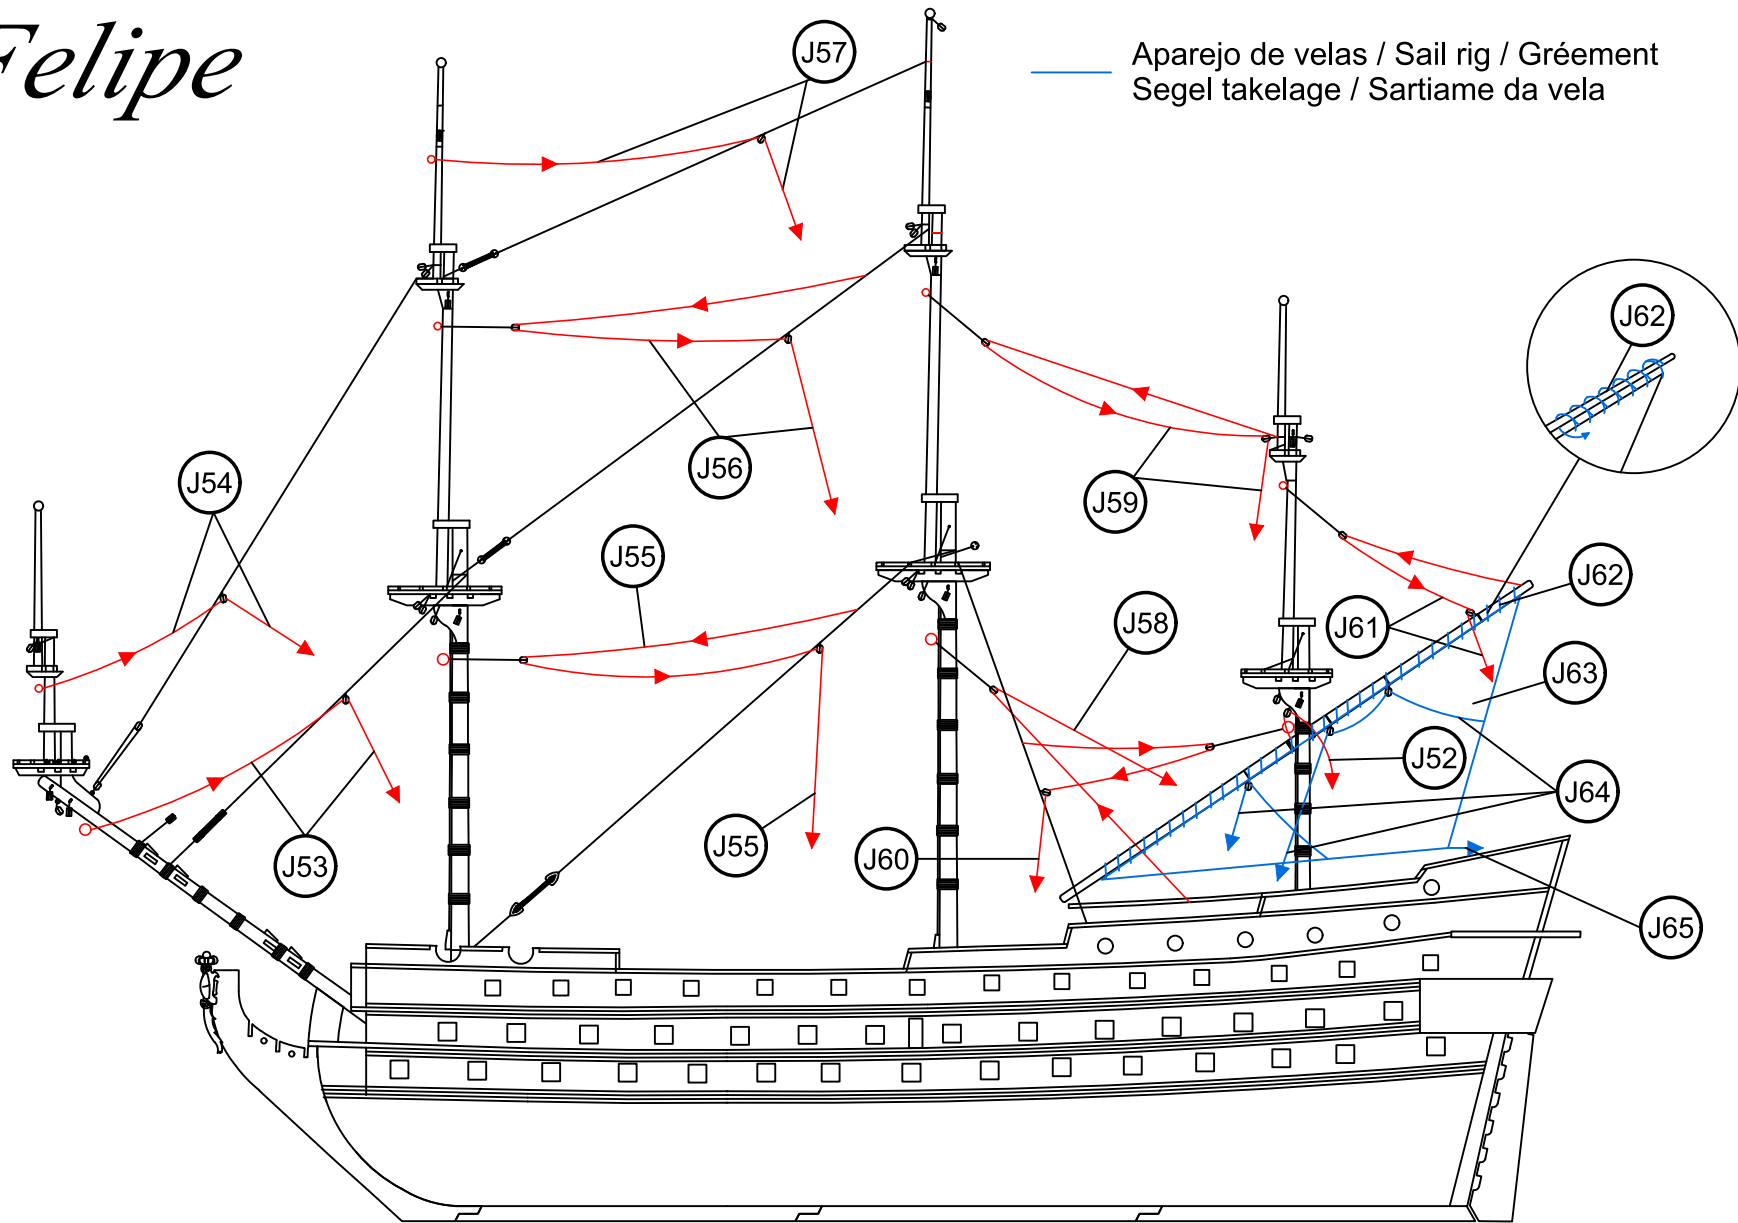 Felipe
Aparejo de velas / Sail rig / Gréement
Segel takelage / Sartiame da vela
J57
J62
J54
J56
J59
J55
J62
J58
J61
J63
J52
J64
J55
J60
J53
J65